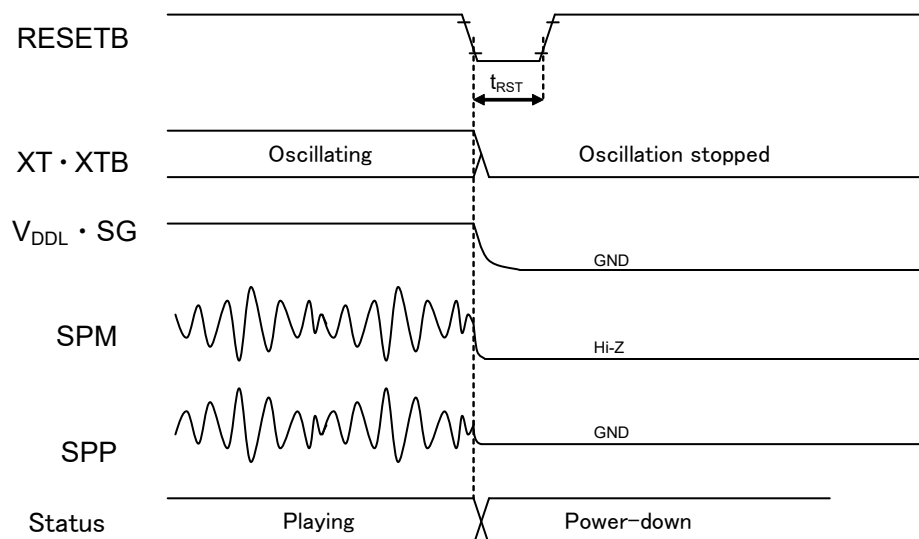 RESETB
tRST
XT・XTB Oscillating Oscillation stopped
VDDL・SG
GND
SPM Hi-Z
SPP GND
Status Playing Power-down